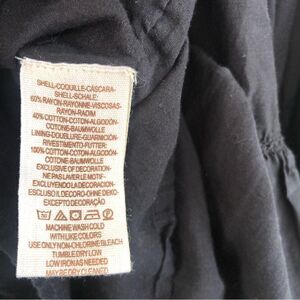 SHELL-COQUILLE-CASCARA-
SHELL-SCHALE:
60% RAYON-RAYONNE-VISCOSAS-
RAYON-RADIM
40% COTTON-COTON-ALGODÓN-
COTONE-BAUMWOLLE
LINING-DOUBLURE-GUARNICIÓN-
RIVESTIMENTO-FUTTER:
100% COTTON-COTON-ALGODÓN-
COTONE-BAUMWOLLE
EXCLUSIVE OF DECORATION-
NE PAS LAVER LE MOTIF-
EXCLUYENDO LA DECORACION-
ESCLUSO IL DECORO-OHNE DEKO-
EXCEPTO DECORAÇÃO
MACHINE WASH COLD
WITH LIKE COLORS
USE ONLY NON-CHLORINE BLEACH
TUMBLE DRY LOW
LOW IRON AS NEEDED
MAY BE DRY CLEANED